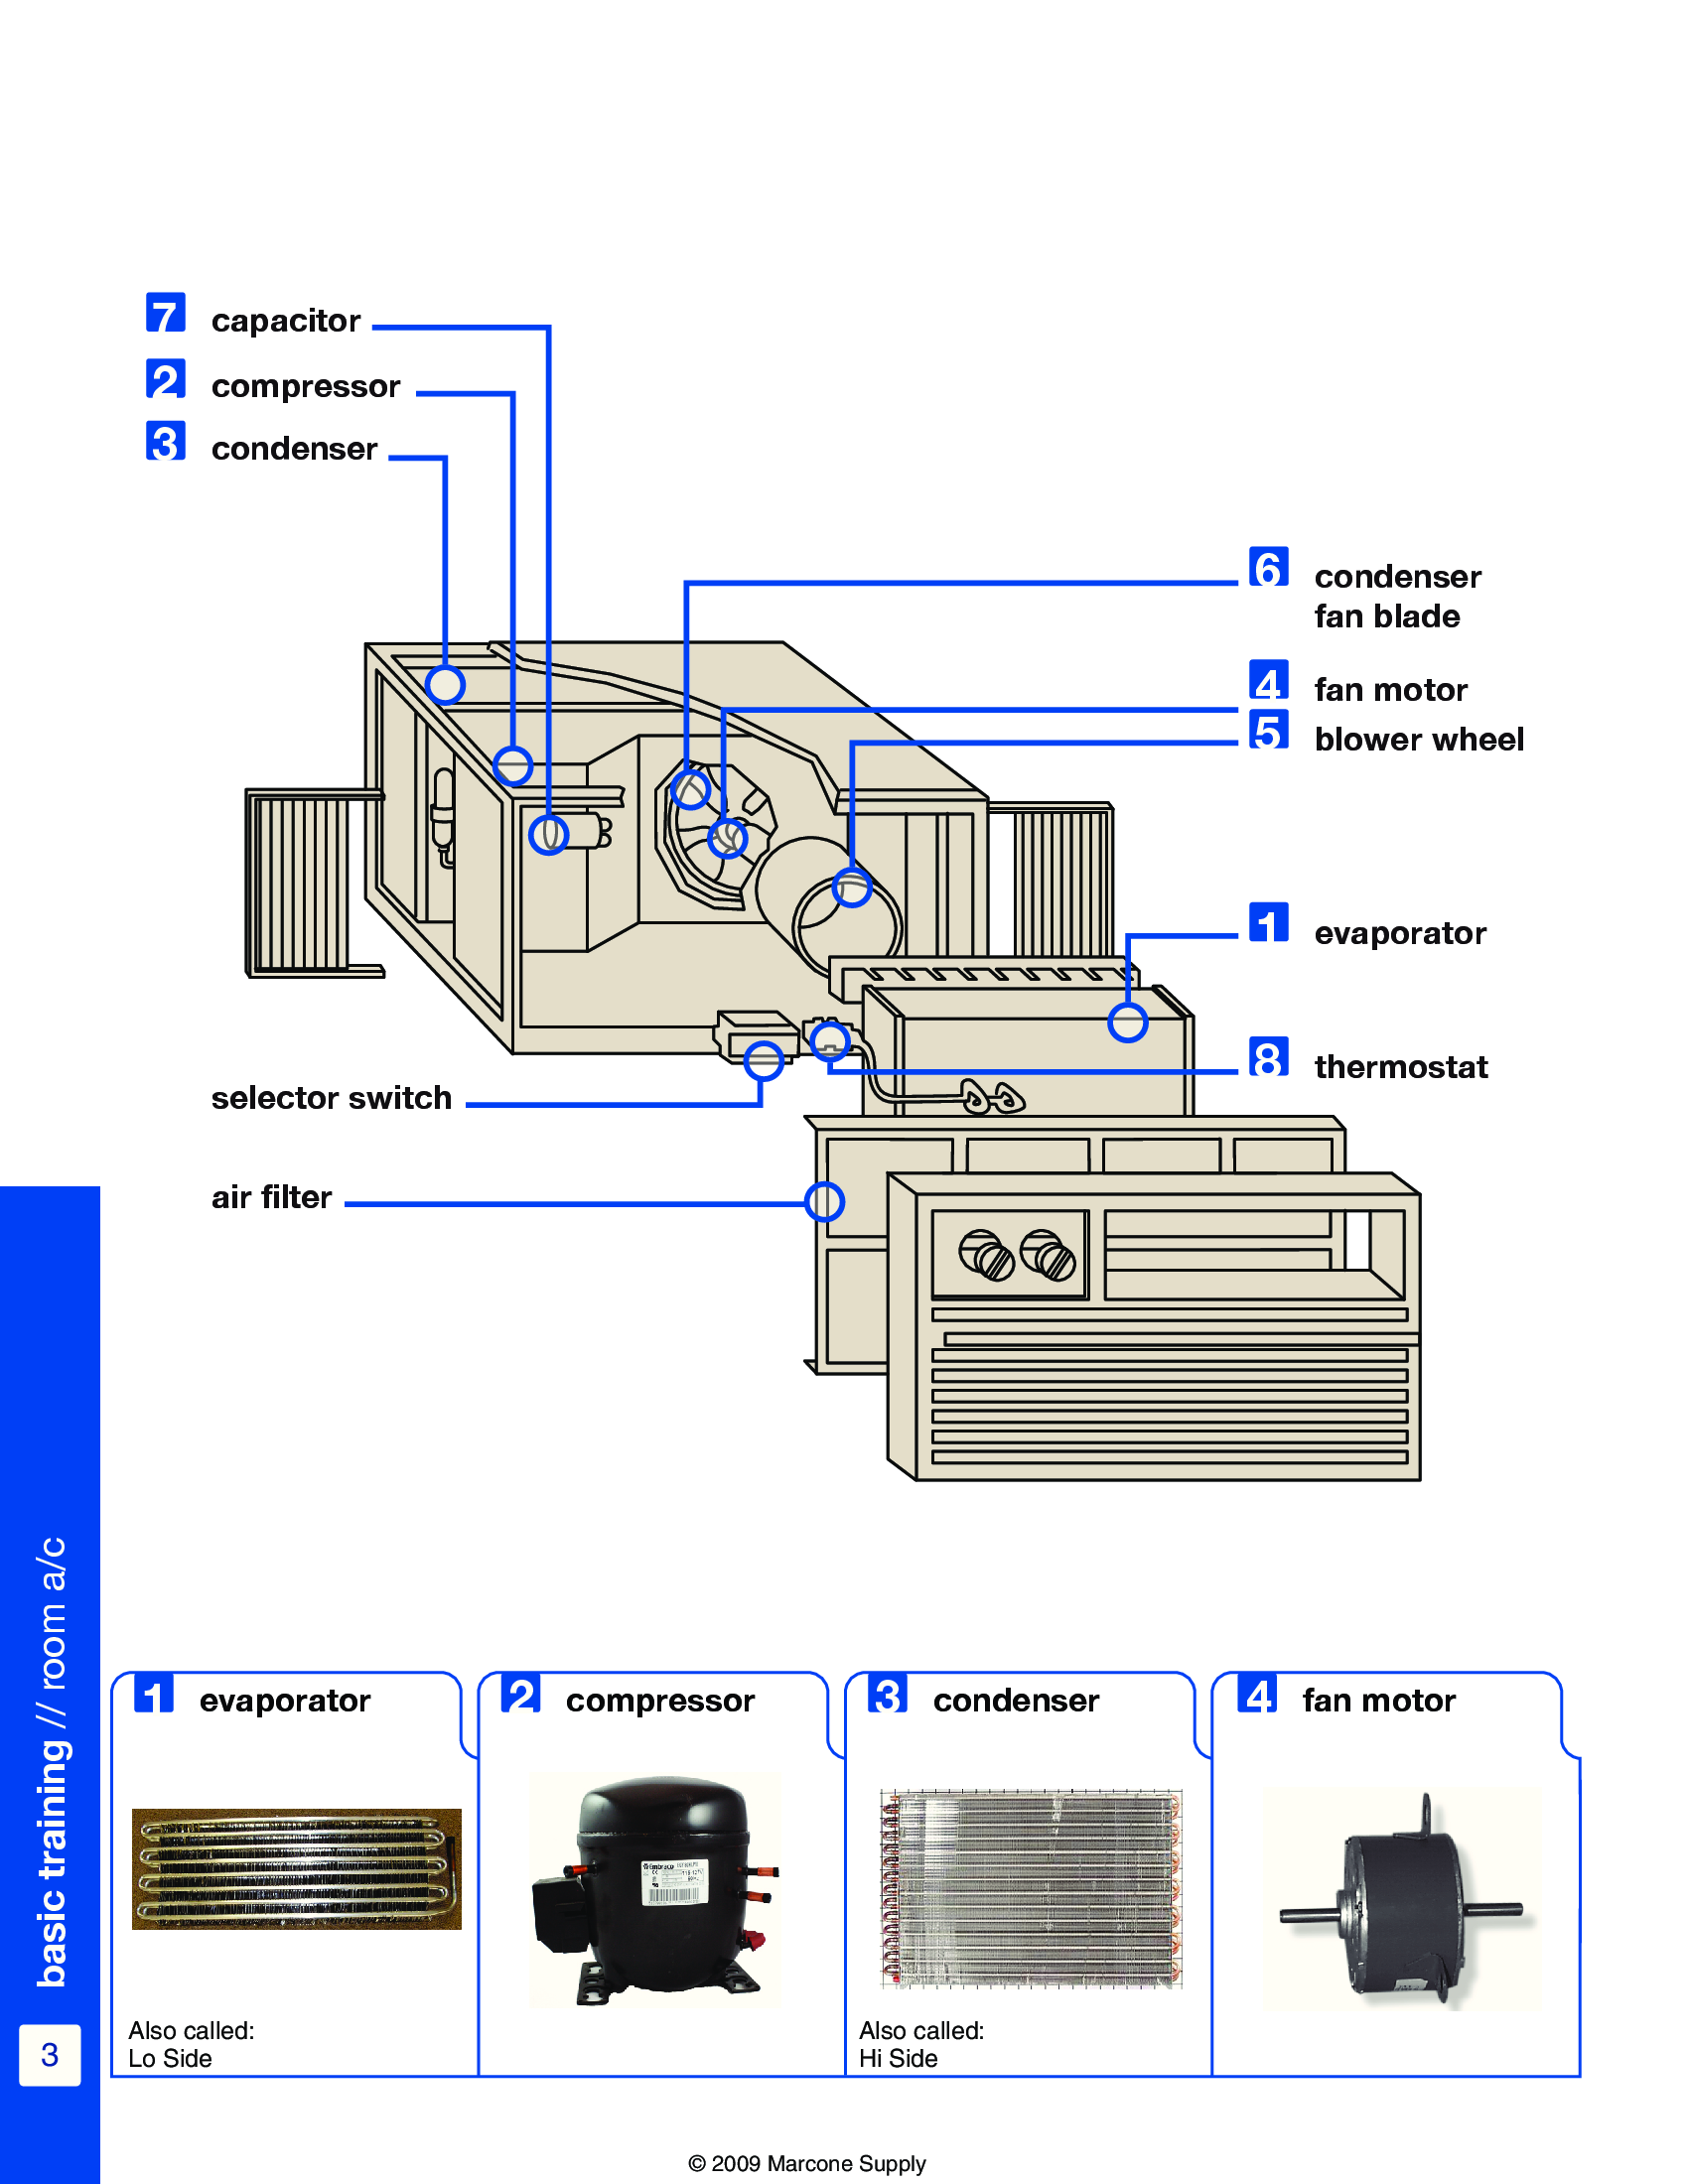 7 capacitor
2 compressor
3 condenser
6 condenser
fan blade
4 fan motor
5 blower wheel
1 evaporator
8 thermostat
selector switch
air filter
basic training // room a/c
3
1 evaporator
2 compressor
3 condenser
4 fan motor
Embraco
Also called:
Lo Side
Also called:
Hi Side
© 2009 Marcone Supply